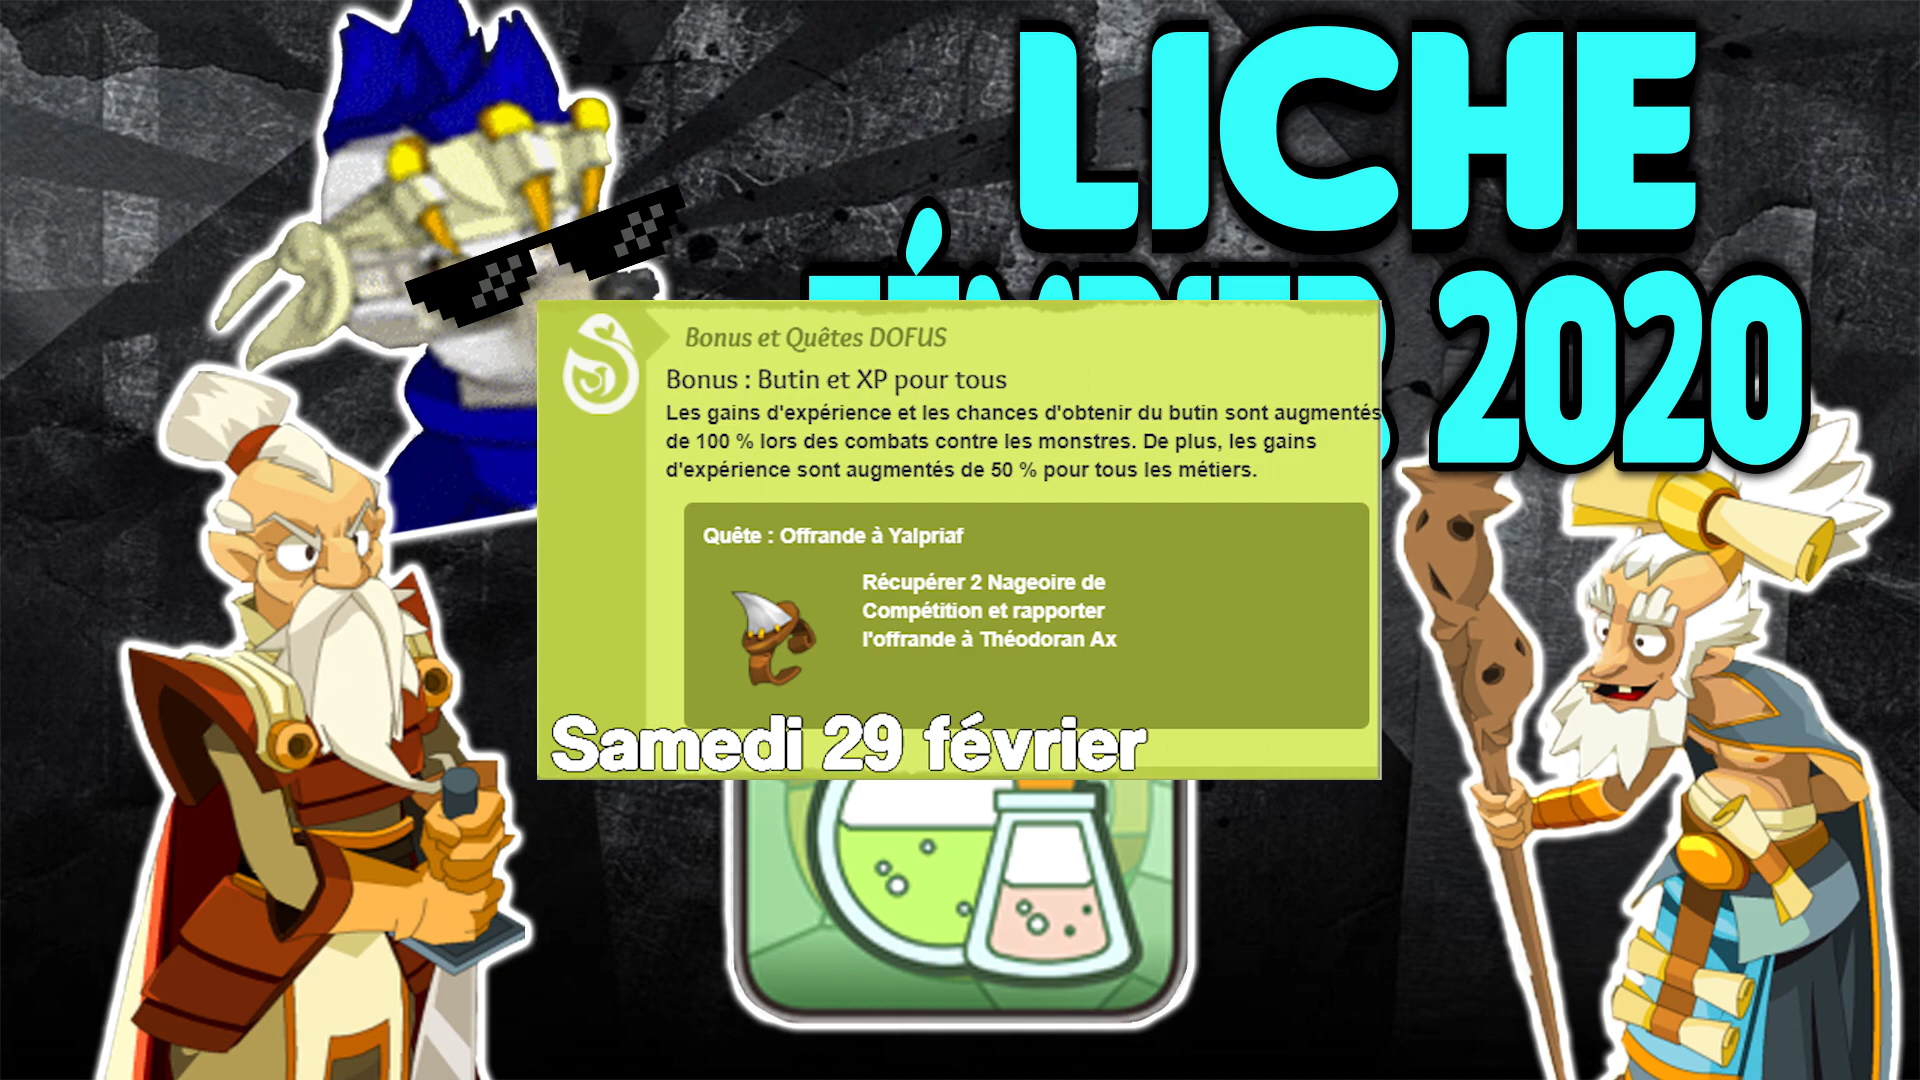 LICHE
FÉVRIER 2020
Bonus et Quêtes DOFUS
Bonus : Butin et XP pour tous
Les gains d'expérience et les chances d'obtenir du butin sont augmentés
de 100 % lors des combats contre les monstres. De plus, les gains
d'expérience sont augmentés de 50 % pour tous les métiers.
Quête : Offrande à Yalpriaf
Récupérer 2 Nageoire de
Compétition et rapporter
l'offrande à Théodoran Ax
Samedi 29 février